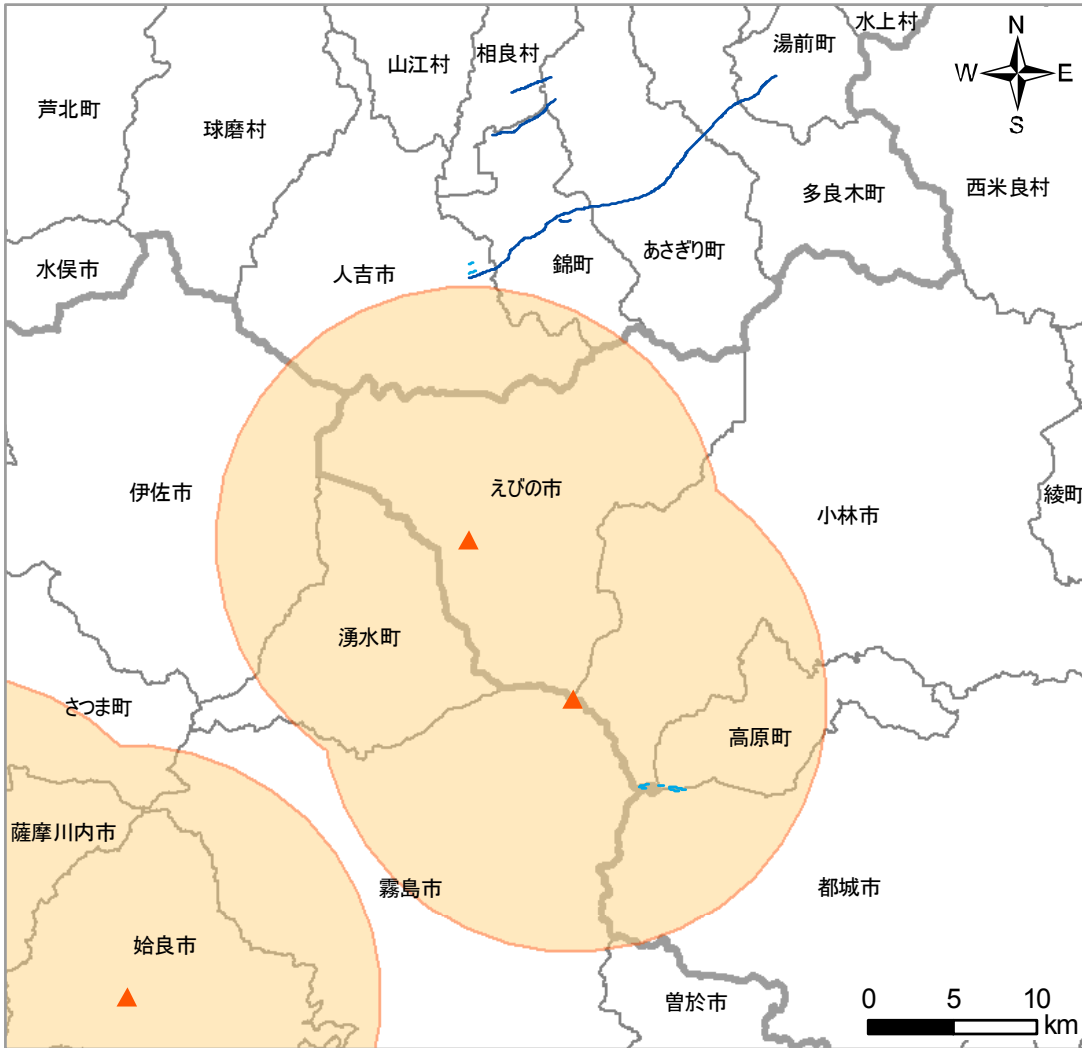 水上村
湯前町
N
相良村
山江村
W
E
芦北町
S
球磨村
西米良村
多良木町
あさぎり町
水俣市
人吉市
錦町
伊佐市
えびの市
綾町
小林市
湧水町
さつま町
高原町
薩摩川内市
霧島市
都城市
姶良市
曽於市
0 5 10
km